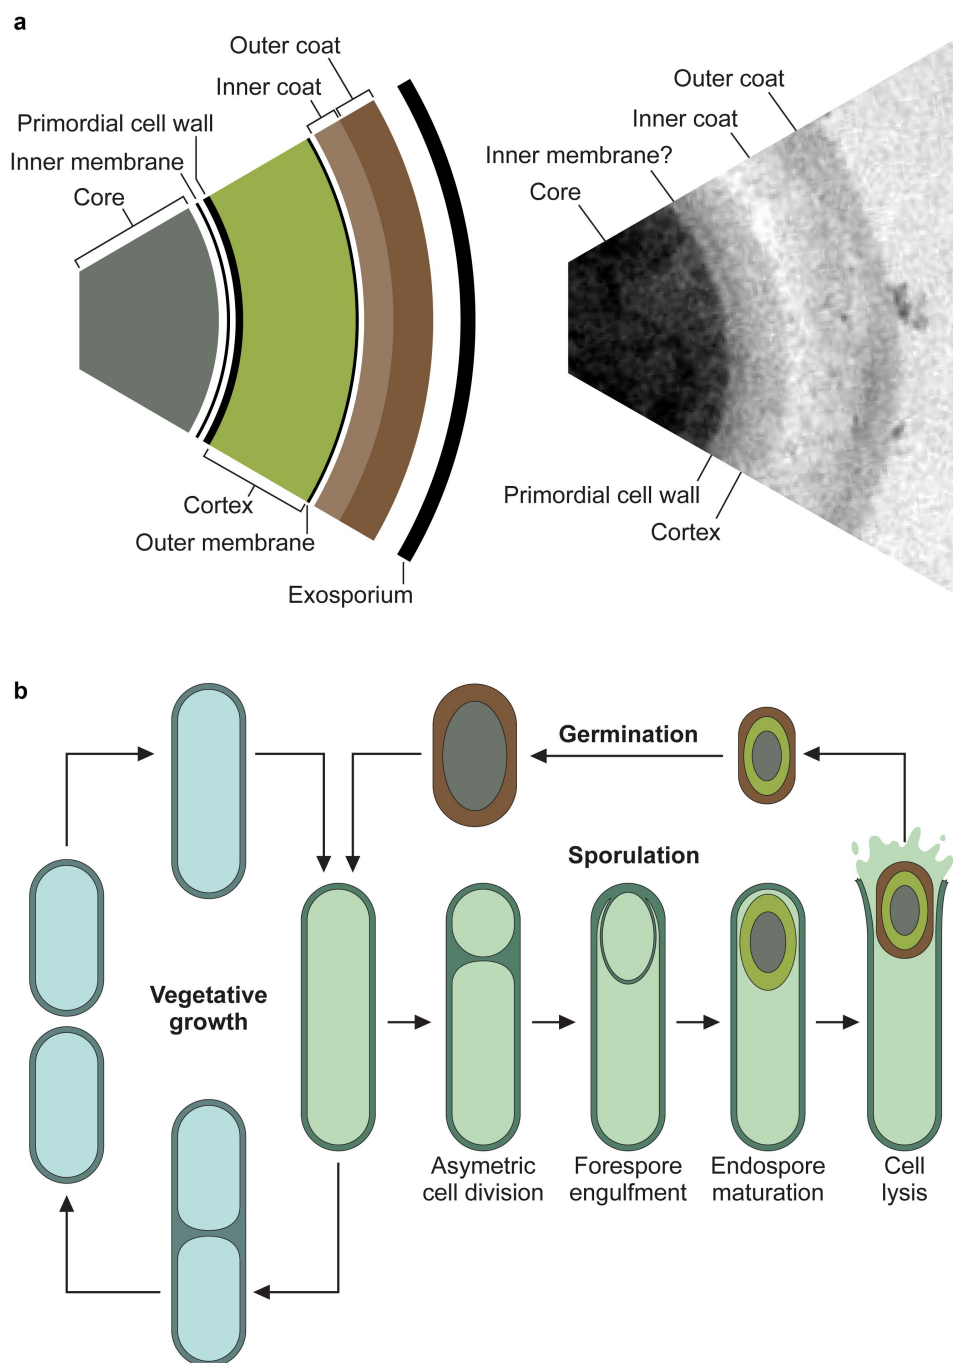 a
Outer coat
Inner coat
Primordial cell wall
Inner membrane
Core
Cortex
Outer membrane
Exosporium
Outer coat
Inner coat
Inner membrane?
Core
Primordial cell wall
Cortex
b
Germination
Sporulation
Vegetative
growth
Asymetric
cell division
Forespore
engulfment
Endospore
maturation
Cell
lysis